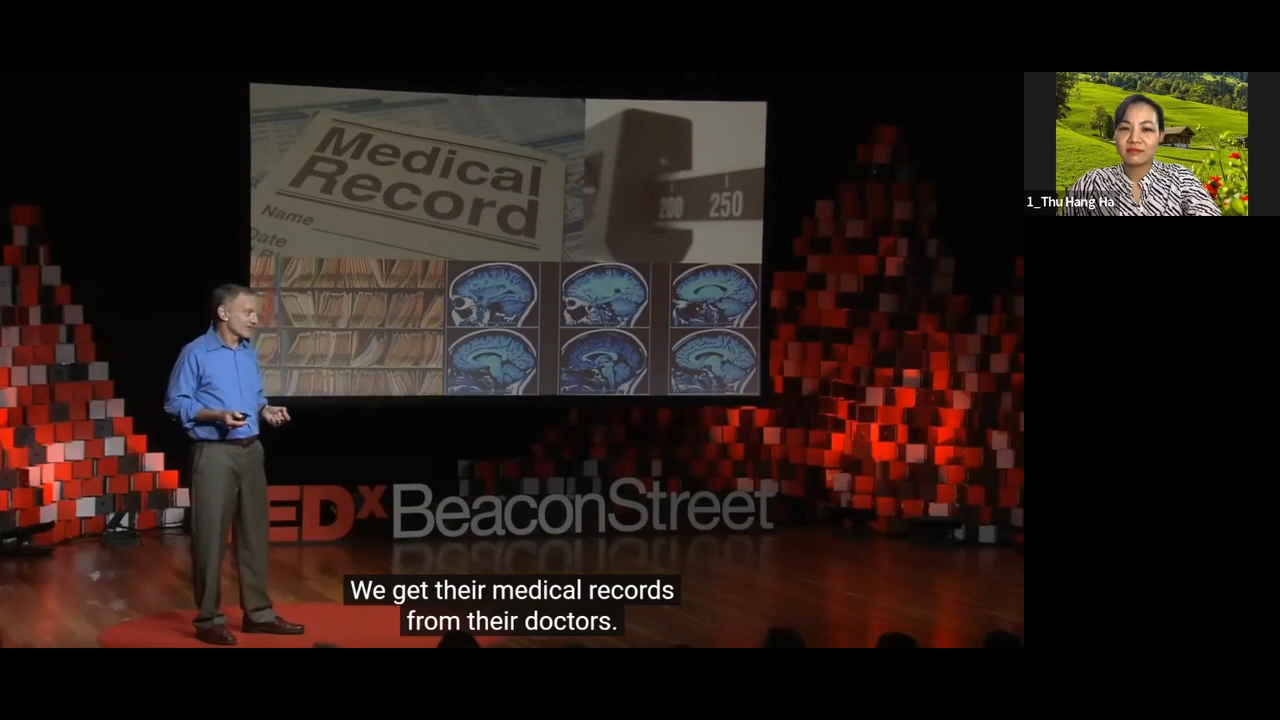 Medical
Record
Name
Date
200
250
1_Thu Hang Ha
EDx BeaconStreet
We get their medical records
from their doctors.